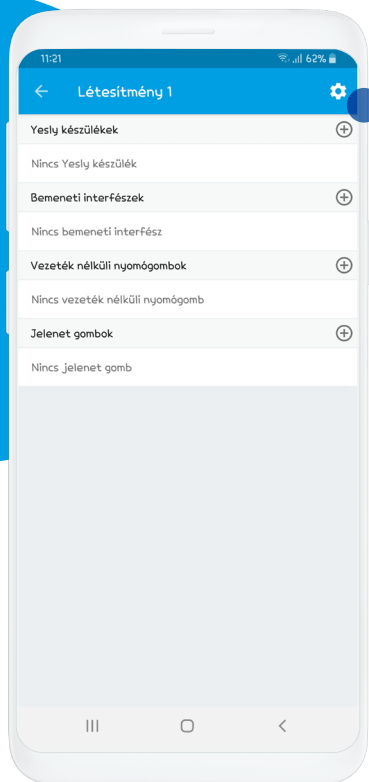 11:21 62%
Létesítmény 1
Yesly készülékek
Nincs Yesly készülék
Bemeneti interfészek
Nincs bemeneti interfész
Vezeték nélküli nyomógombok
Nincs vezeték nélküli nyomógomb
Jelenet gombok
Nincs jelenet gomb